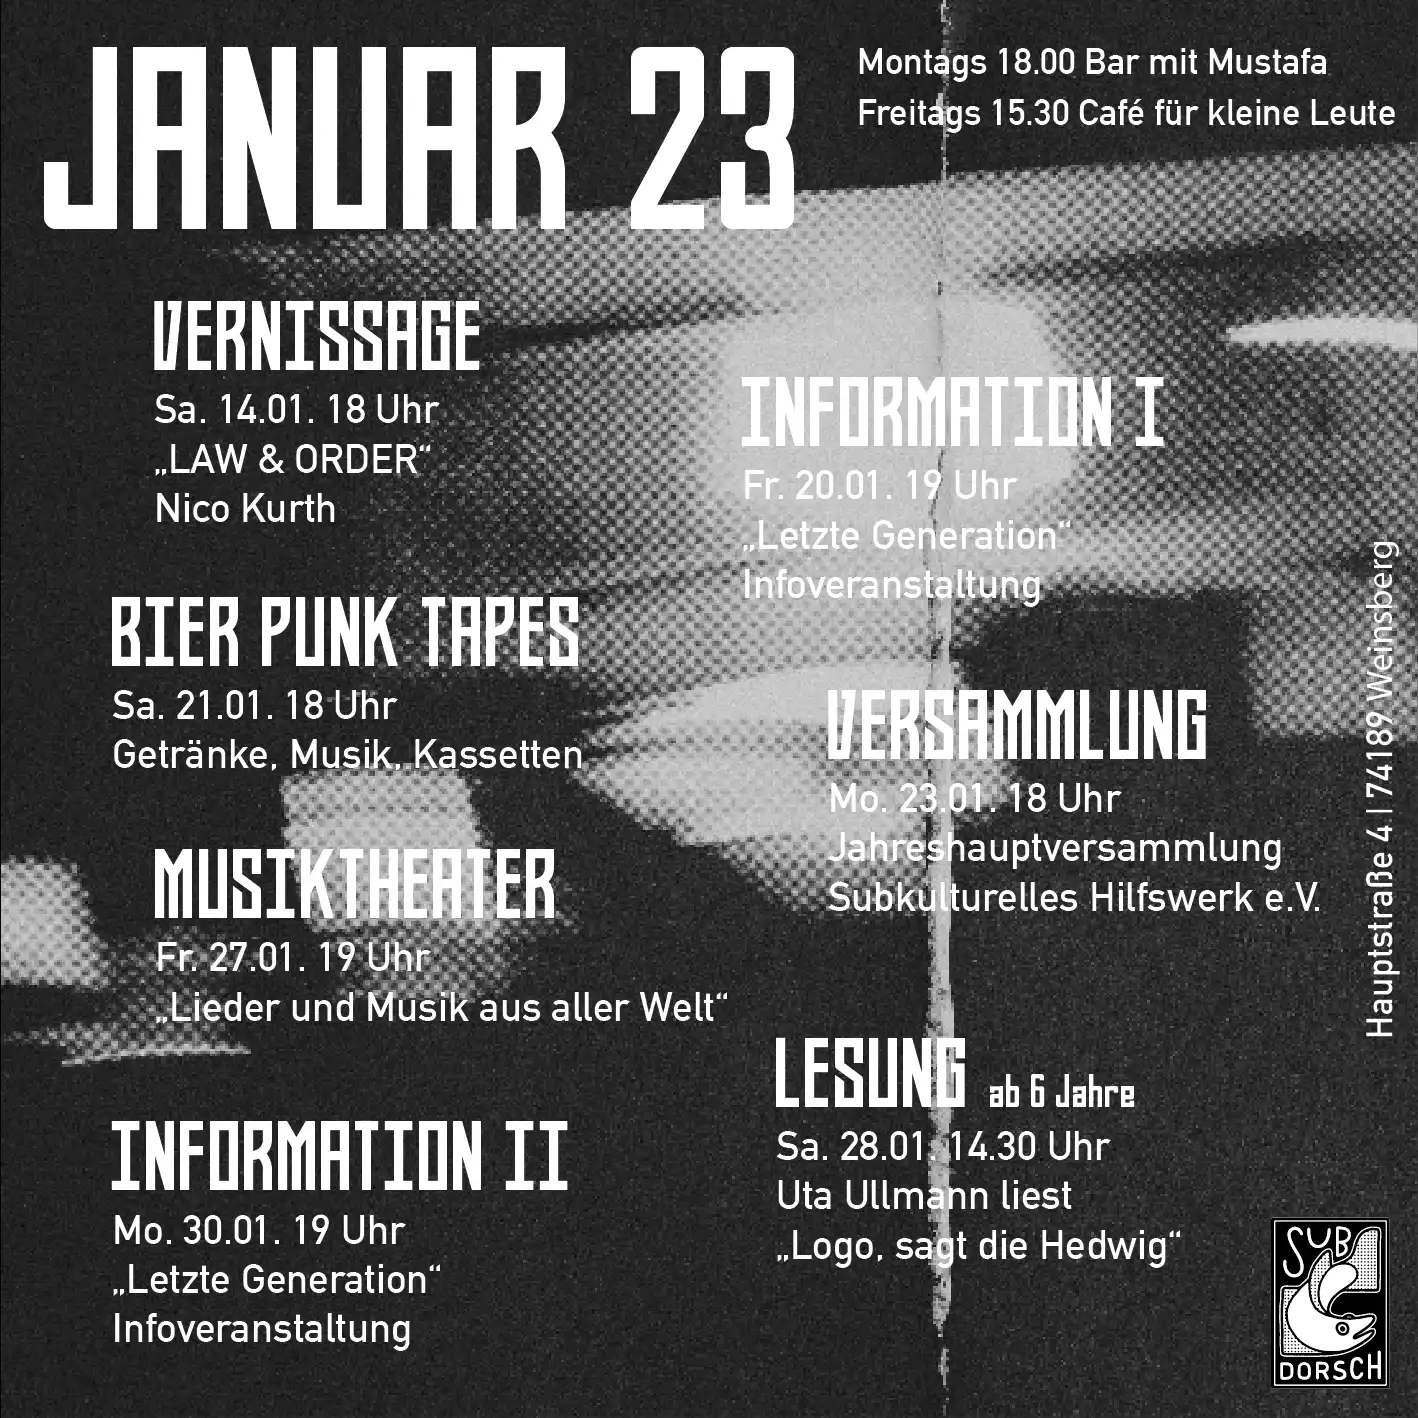 JANUAR 23
Montags 18.00 Bar mit Mustafa
Freitags 15.30 Café für kleine Leute
VERNISSAGE
Sa. 14.01. 18 Uhr
„LAW & ORDER“
Nico Kurth
INFORMATION I
Fr. 20.01. 19 Uhr
„Letzte Generation“
Infoveranstaltung
BIER PUNK TAPES
Sa. 21.01. 18 Uhr
Getränke, Musik, Kassetten
VERSAMMLUNG
Mo. 23.01. 18 Uhr
Jahreshauptversammlung
Subkulturelles Hilfswerk e.V.
MUSIKTHEATER
Fr. 27.01. 19 Uhr
„Lieder und Musik aus aller Welt“
LESUNG ab 6 Jahre
Sa. 28.01. 14.30 Uhr
Uta Ullmann liest
„Logo, sagt die Hedwig“
INFORMATION II
Mo. 30.01. 19 Uhr
„Letzte Generation“
Infoveranstaltung
Hauptstraße 4 | 74189 Weinsberg
SUB
DORSCH